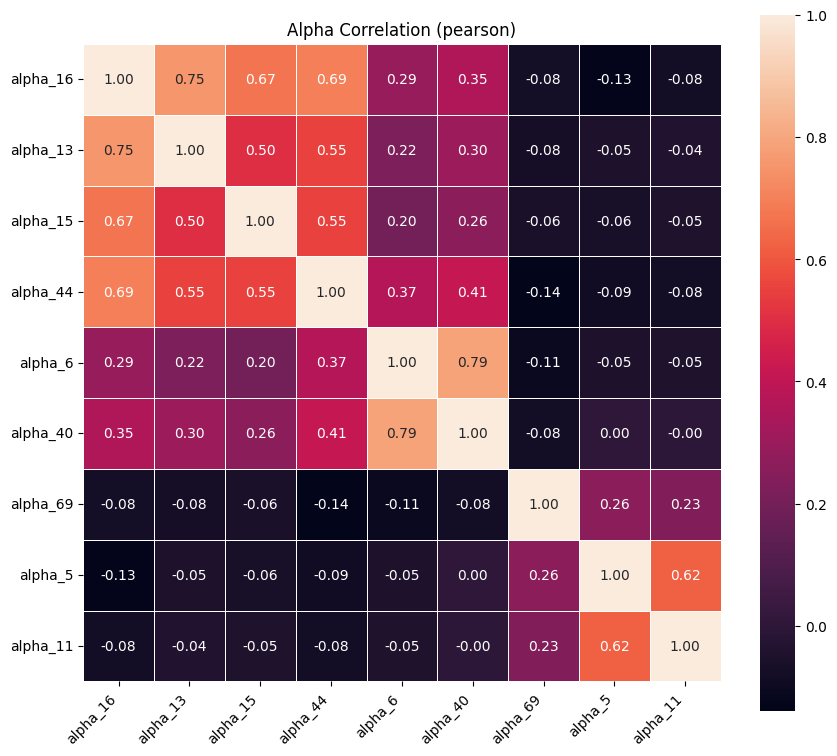 Alpha Correlation (pearson)
alpha_16 1.00 0.75 0.67 0.69 0.29 0.35 -0.08 -0.13 -0.08
alpha_13 0.75 1.00 0.50 0.55 0.22 0.30 -0.08 -0.05 -0.04
alpha_15 0.67 0.50 1.00 0.55 0.20 0.26 -0.06 -0.06 -0.05
alpha_44 0.69 0.55 0.55 1.00 0.37 0.41 -0.14 -0.09 -0.08
alpha_6 0.29 0.22 0.20 0.37 1.00 0.79 -0.11 -0.05 -0.05
alpha_40 0.35 0.30 0.26 0.41 0.79 1.00 -0.08 0.00 -0.00
alpha_69 -0.08 -0.08 -0.06 -0.14 -0.11 -0.08 1.00 0.26 0.23
alpha_5 -0.13 -0.05 -0.06 -0.09 -0.05 0.00 0.26 1.00 0.62
alpha_11 -0.08 -0.04 -0.05 -0.08 -0.05 -0.00 0.23 0.62 1.00
alpha_16 alpha_13 alpha_15 alpha_44 alpha_6 alpha_40 alpha_69 alpha_5 alpha_11
1.0
0.8
0.6
0.4
0.2
0.0